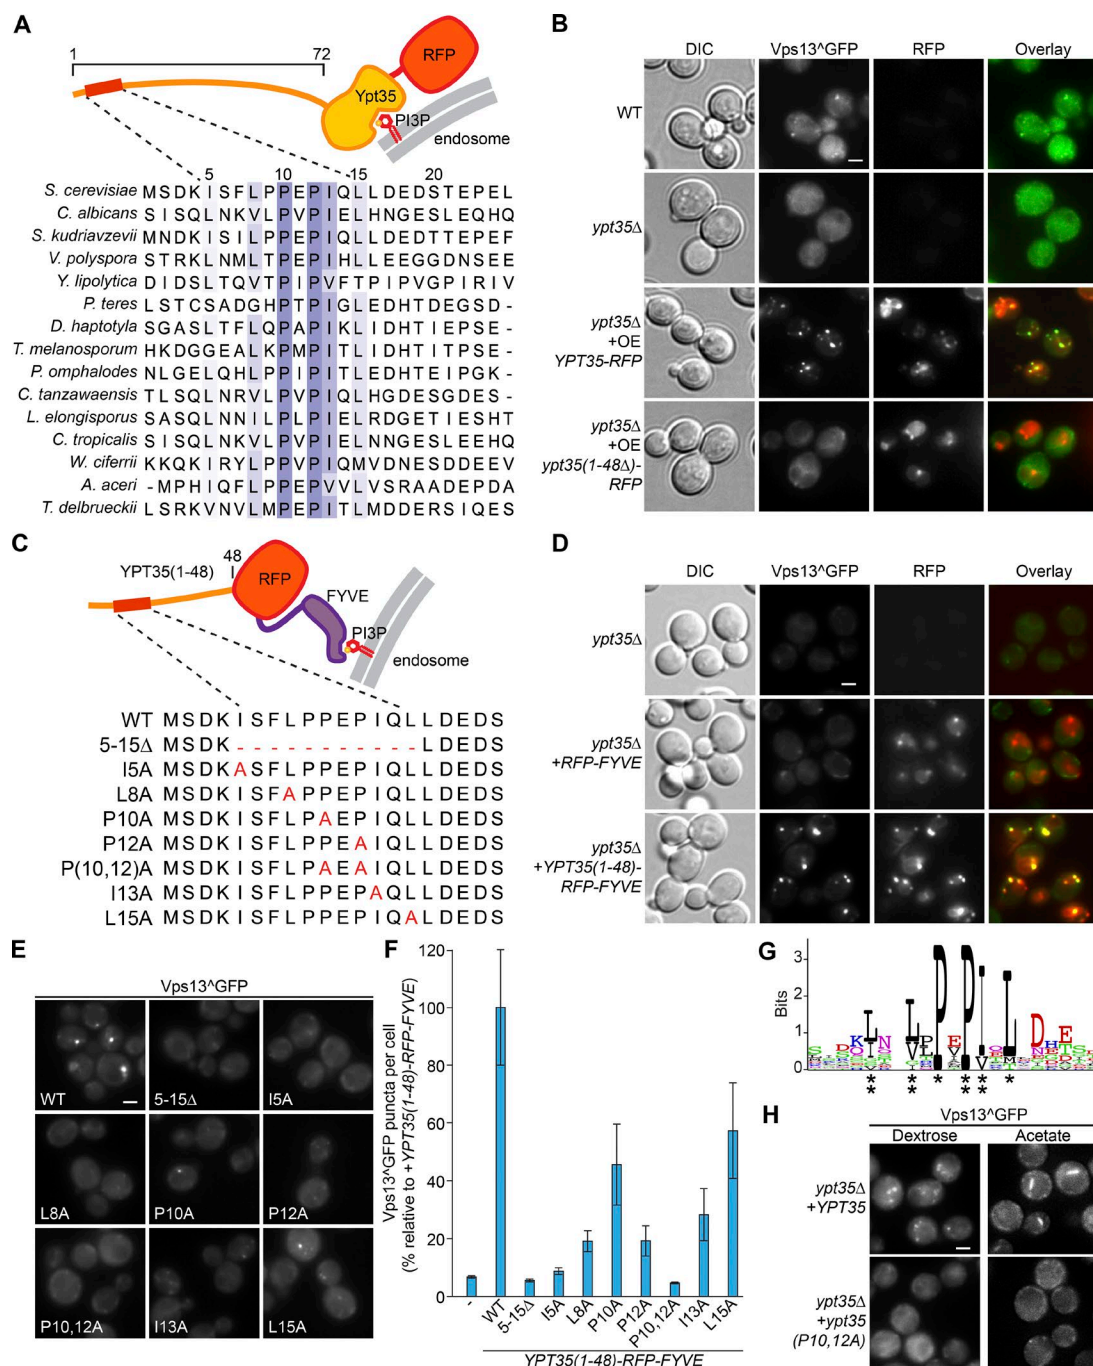 A
1
72
RFP
Ypt35
PI3P
endosome
5 10 15 20
S. cerevisiae M S D K I S F L P P E P I Q L L D E D S T E P E L
C. albicans S I S Q L N K V L P V P I E L H N G E S L E Q H Q
S. kudriavzevii M N D K I S I L P P E P I Q L L D E D T T E P E F
V. polyspora S T R K L N M L T P E P I H L L E E G G D N S E E
Y. lipolytica D I D S L T Q V T P I P V F T P I P V G P I R I V
P. teres L S T C S A D G H P T P I G L E D H T D E G S D -
D. haptotyla S G A S L T F L Q P A P I K L I D H T I E P S E -
T. melanosporum H K D G G E A L K P M P I T L I D H T I T P S E -
P. omphalodes N L G E L Q H L P P I P I T L E D H T E I P G K -
C. tanzawaensis T L S Q L N R V L P V P I Q L H G D E S G D E S -
L. elongisporus S A S Q L N N I L P L P I E L R D G E T I E S H T
C. tropicalis S I S Q L N K V L P V P I E L N N G E S L E E H Q
W. ciferrii K K Q K I R Y L P P V P I Q M V D N E S D D E E V
A. aceri - M P H I Q F L P P E P V V L V S R A A D E P D A
T. delbrueckii L S R K V N V L M P E P I T L M D D E R S I Q E S
B
DIC Vps13^GFP RFP Overlay
WT
ypt35Δ
ypt35Δ
+OE
YPT35-RFP
ypt35Δ
+OE
ypt35(1-48Δ)-
RFP
C
YPT35(1-48)
48
RFP
FYVE
PI3P
endosome
WT M S D K I S F L P P E P I Q L L D E D S
5-15Δ M S D K - - - - - - - - - - - L D E D S
I5A M S D K A S F L P P E P I Q L L D E D S
L8A M S D K I S F A P P E P I Q L L D E D S
P10A M S D K I S F L P A E P I Q L L D E D S
P12A M S D K I S F L P P E A I Q L L D E D S
P(10,12)A M S D K I S F L P A E A I Q L L D E D S
I13A M S D K I S F L P P E P A Q L L D E D S
L15A M S D K I S F L P P E P I Q A L D E D S
D
DIC Vps13^GFP RFP Overlay
ypt35Δ
ypt35Δ
+RFP-FYVE
ypt35Δ
+YPT35(1-48)-
RFP-FYVE
E
Vps13^GFP
WT 5-15Δ I5A
L8A P10A P12A
P10,12A I13A L15A
F
Vps13^GFP puncta per cell
(% relative to +YPT35(1-48)-RFP-FYVE)
120
100
80
60
40
20
0
- WT 5-15Δ I5A L8A P10A P12A P10,12A I13A L15A
YPT35(1-48)-RFP-FYVE
G
Bits
3
2
1
0
* * * * * *
* * *
H
Vps13^GFP
Dextrose Acetate
ypt35Δ
+YPT35
ypt35Δ
+ypt35
(P10,12A)